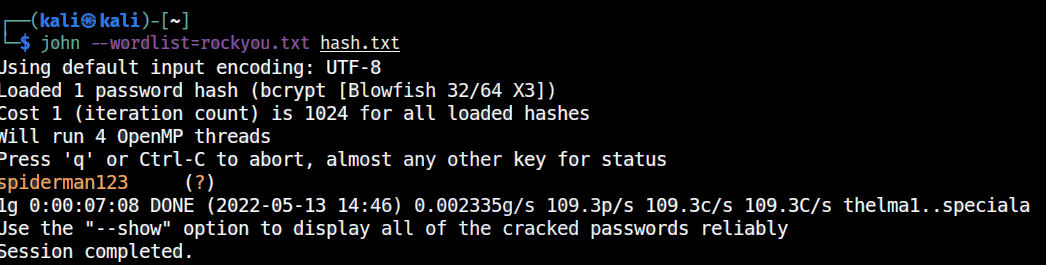 ┌──(kali㉿kali)-[~]
└─$ john --wordlist=rockyou.txt hash.txt
Using default input encoding: UTF-8
Loaded 1 password hash (bcrypt [Blowfish 32/64 X3])
Cost 1 (iteration count) is 1024 for all loaded hashes
Will run 4 OpenMP threads
Press 'q' or Ctrl-C to abort, almost any other key for status
spiderman123     (?)
1g 0:00:07:08 DONE (2022-05-13 14:46) 0.002335g/s 109.3p/s 109.3c/s 109.3C/s thelma1..speciala
Use the "--show" option to display all of the cracked passwords reliably
Session completed.